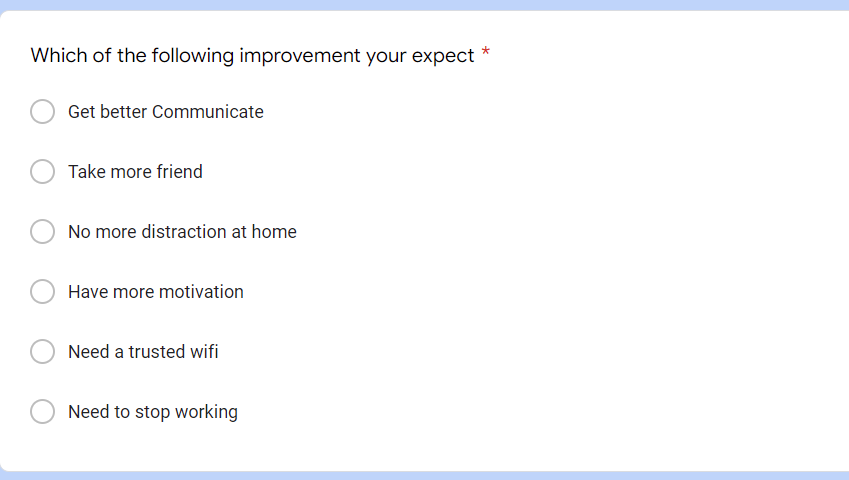 Which of the following improvement your expect *
Get better Communicate
Take more friend
No more distraction at home
Have more motivation
Need a trusted wifi
Need to stop working